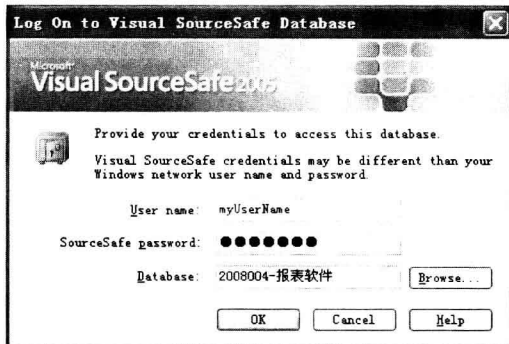 Log On to Visual SourceSafe Database
Microsoft®
Visual SourceSafe 2005
Provide your credentials to access this database.
Visual SourceSafe credentials may be different than your
Windows network user name and password.
User name: myUserName
SourceSafe password: ●●●●●●●
Database: 2008004-报表软件 Browse...
OK Cancel Help